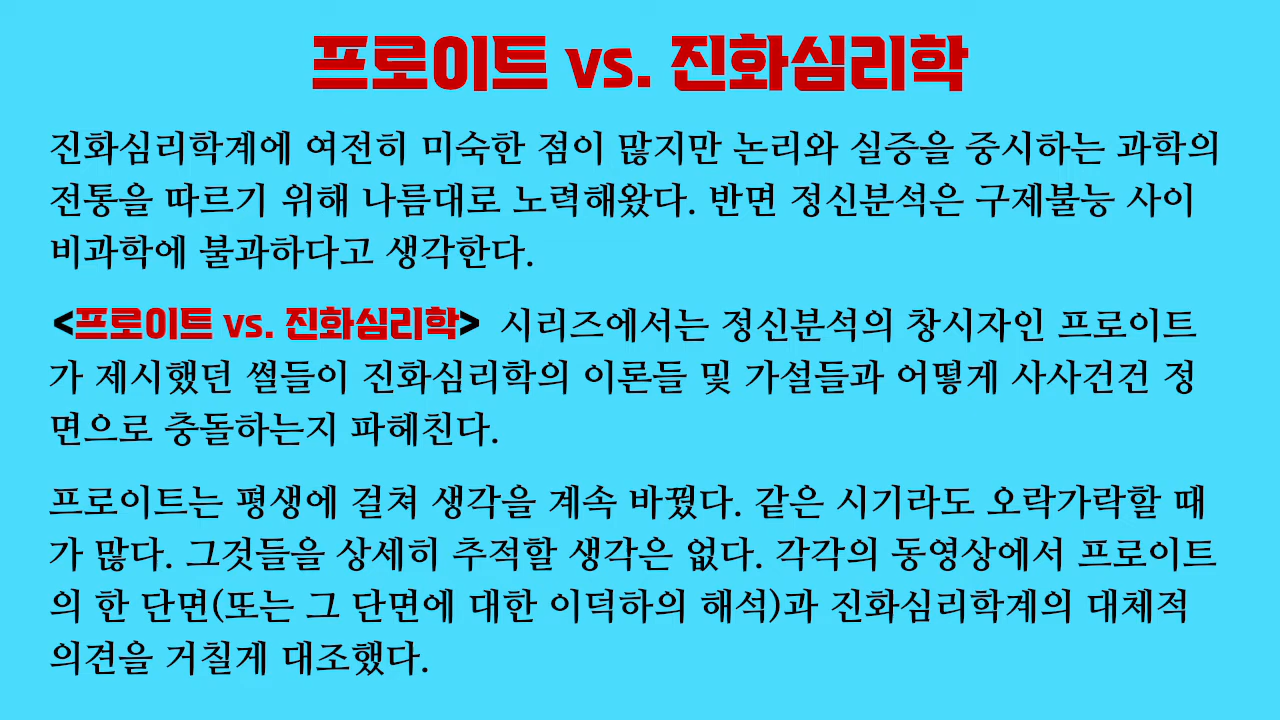 프로이트 vs. 진화심리학
진화심리학계에 여전히 미숙한 점이 많지만 논리와 실증을 중시하는 과학의
전통을 따르기 위해 나름대로 노력해왔다. 반면 정신분석은 구제불능 사이
비과학에 불과하다고 생각한다.
<프로이트 vs. 진화심리학> 시리즈에서는 정신분석의 창시자인 프로이트
가 제시했던 썰들이 진화심리학의 이론들 및 가설들과 어떻게 사사건건 정
면으로 충돌하는지 파헤친다.
프로이트는 평생에 걸쳐 생각을 계속 바꿨다. 같은 시기라도 오락가락할 때
가 많다. 그것들을 상세히 추적할 생각은 없다. 각각의 동영상에서 프로이트
의 한 단면(또는 그 단면에 대한 이덕하의 해석)과 진화심리학계의 대체적
의견을 거칠게 대조했다.